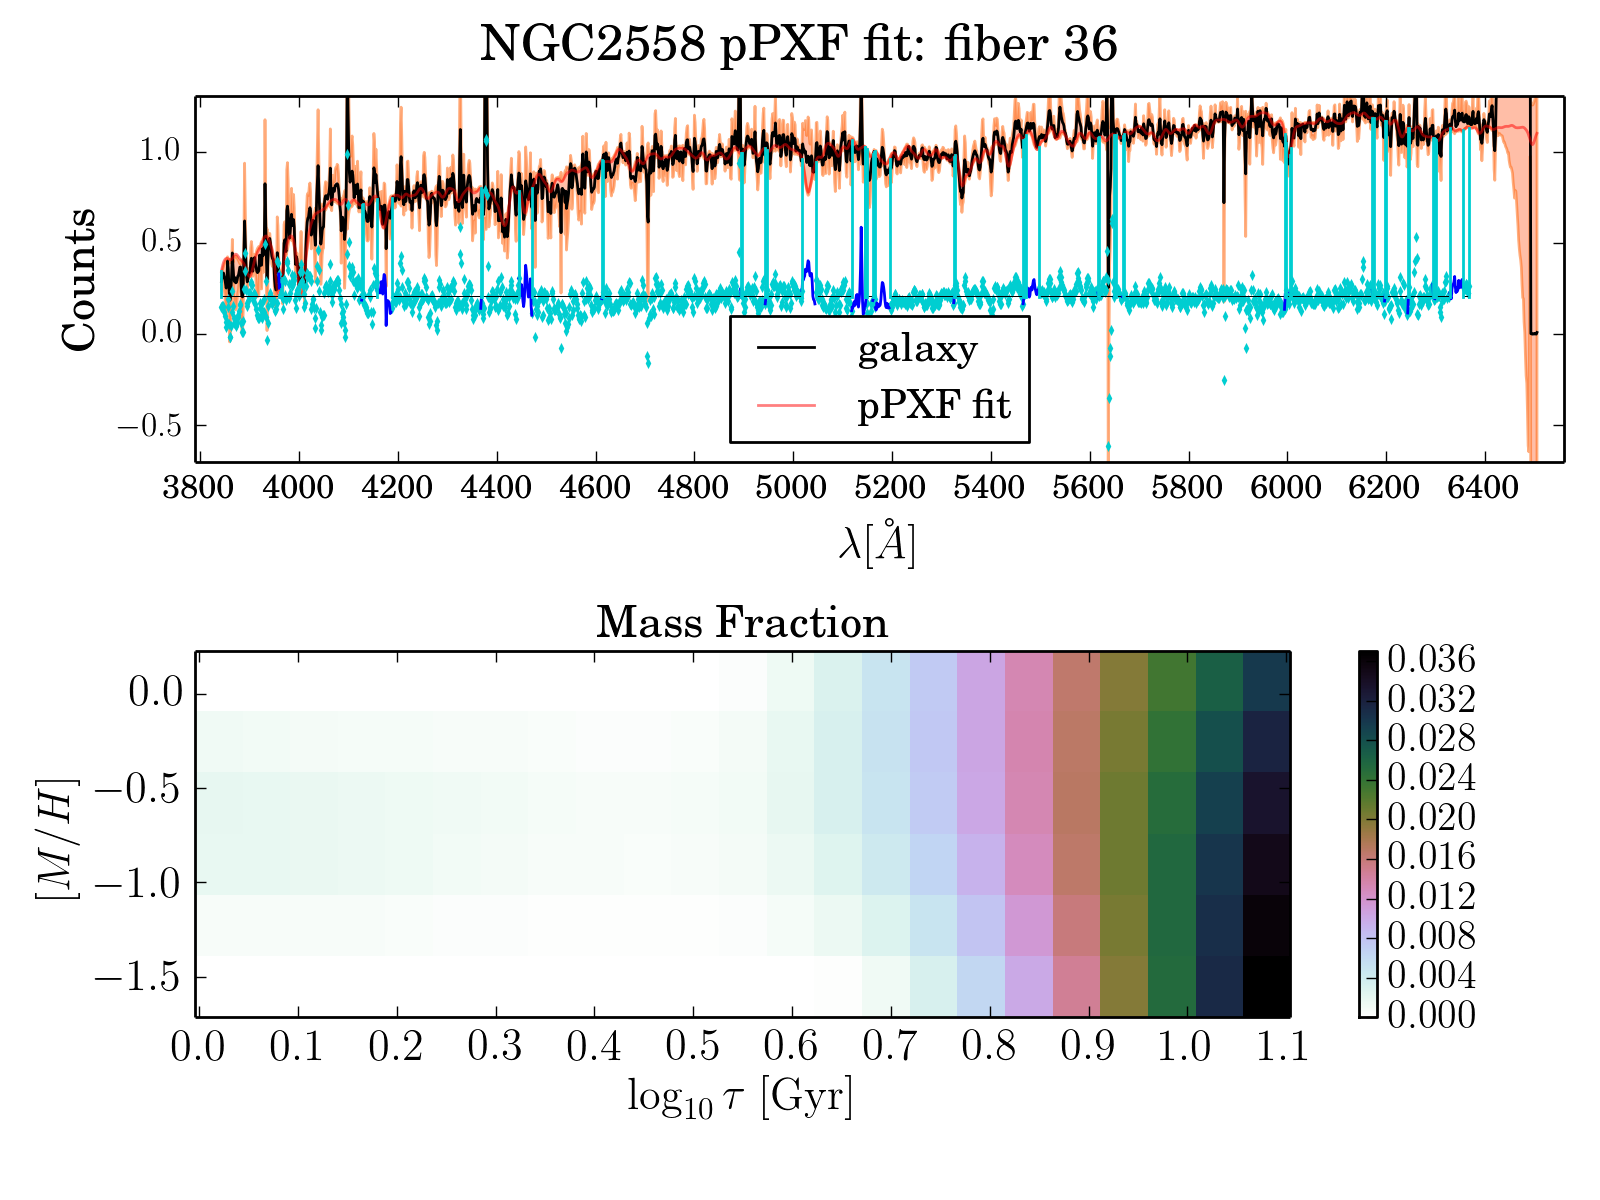 NGC2558 pPXF fit: fiber 36
Counts
1.0
0.5
0.0
−0.5
galaxy
pPXF fit
3800 4000 4200 4400 4600 4800 5000 5200 5400 5600 5800 6000 6200 6400
λ[Å]
Mass Fraction
[M/H]
0.0
−0.5
−1.0
−1.5
0.0 0.1 0.2 0.3 0.4 0.5 0.6 0.7 0.8 0.9 1.0 1.1
log₁₀ τ [Gyr]
0.036
0.032
0.028
0.024
0.020
0.016
0.012
0.008
0.004
0.000